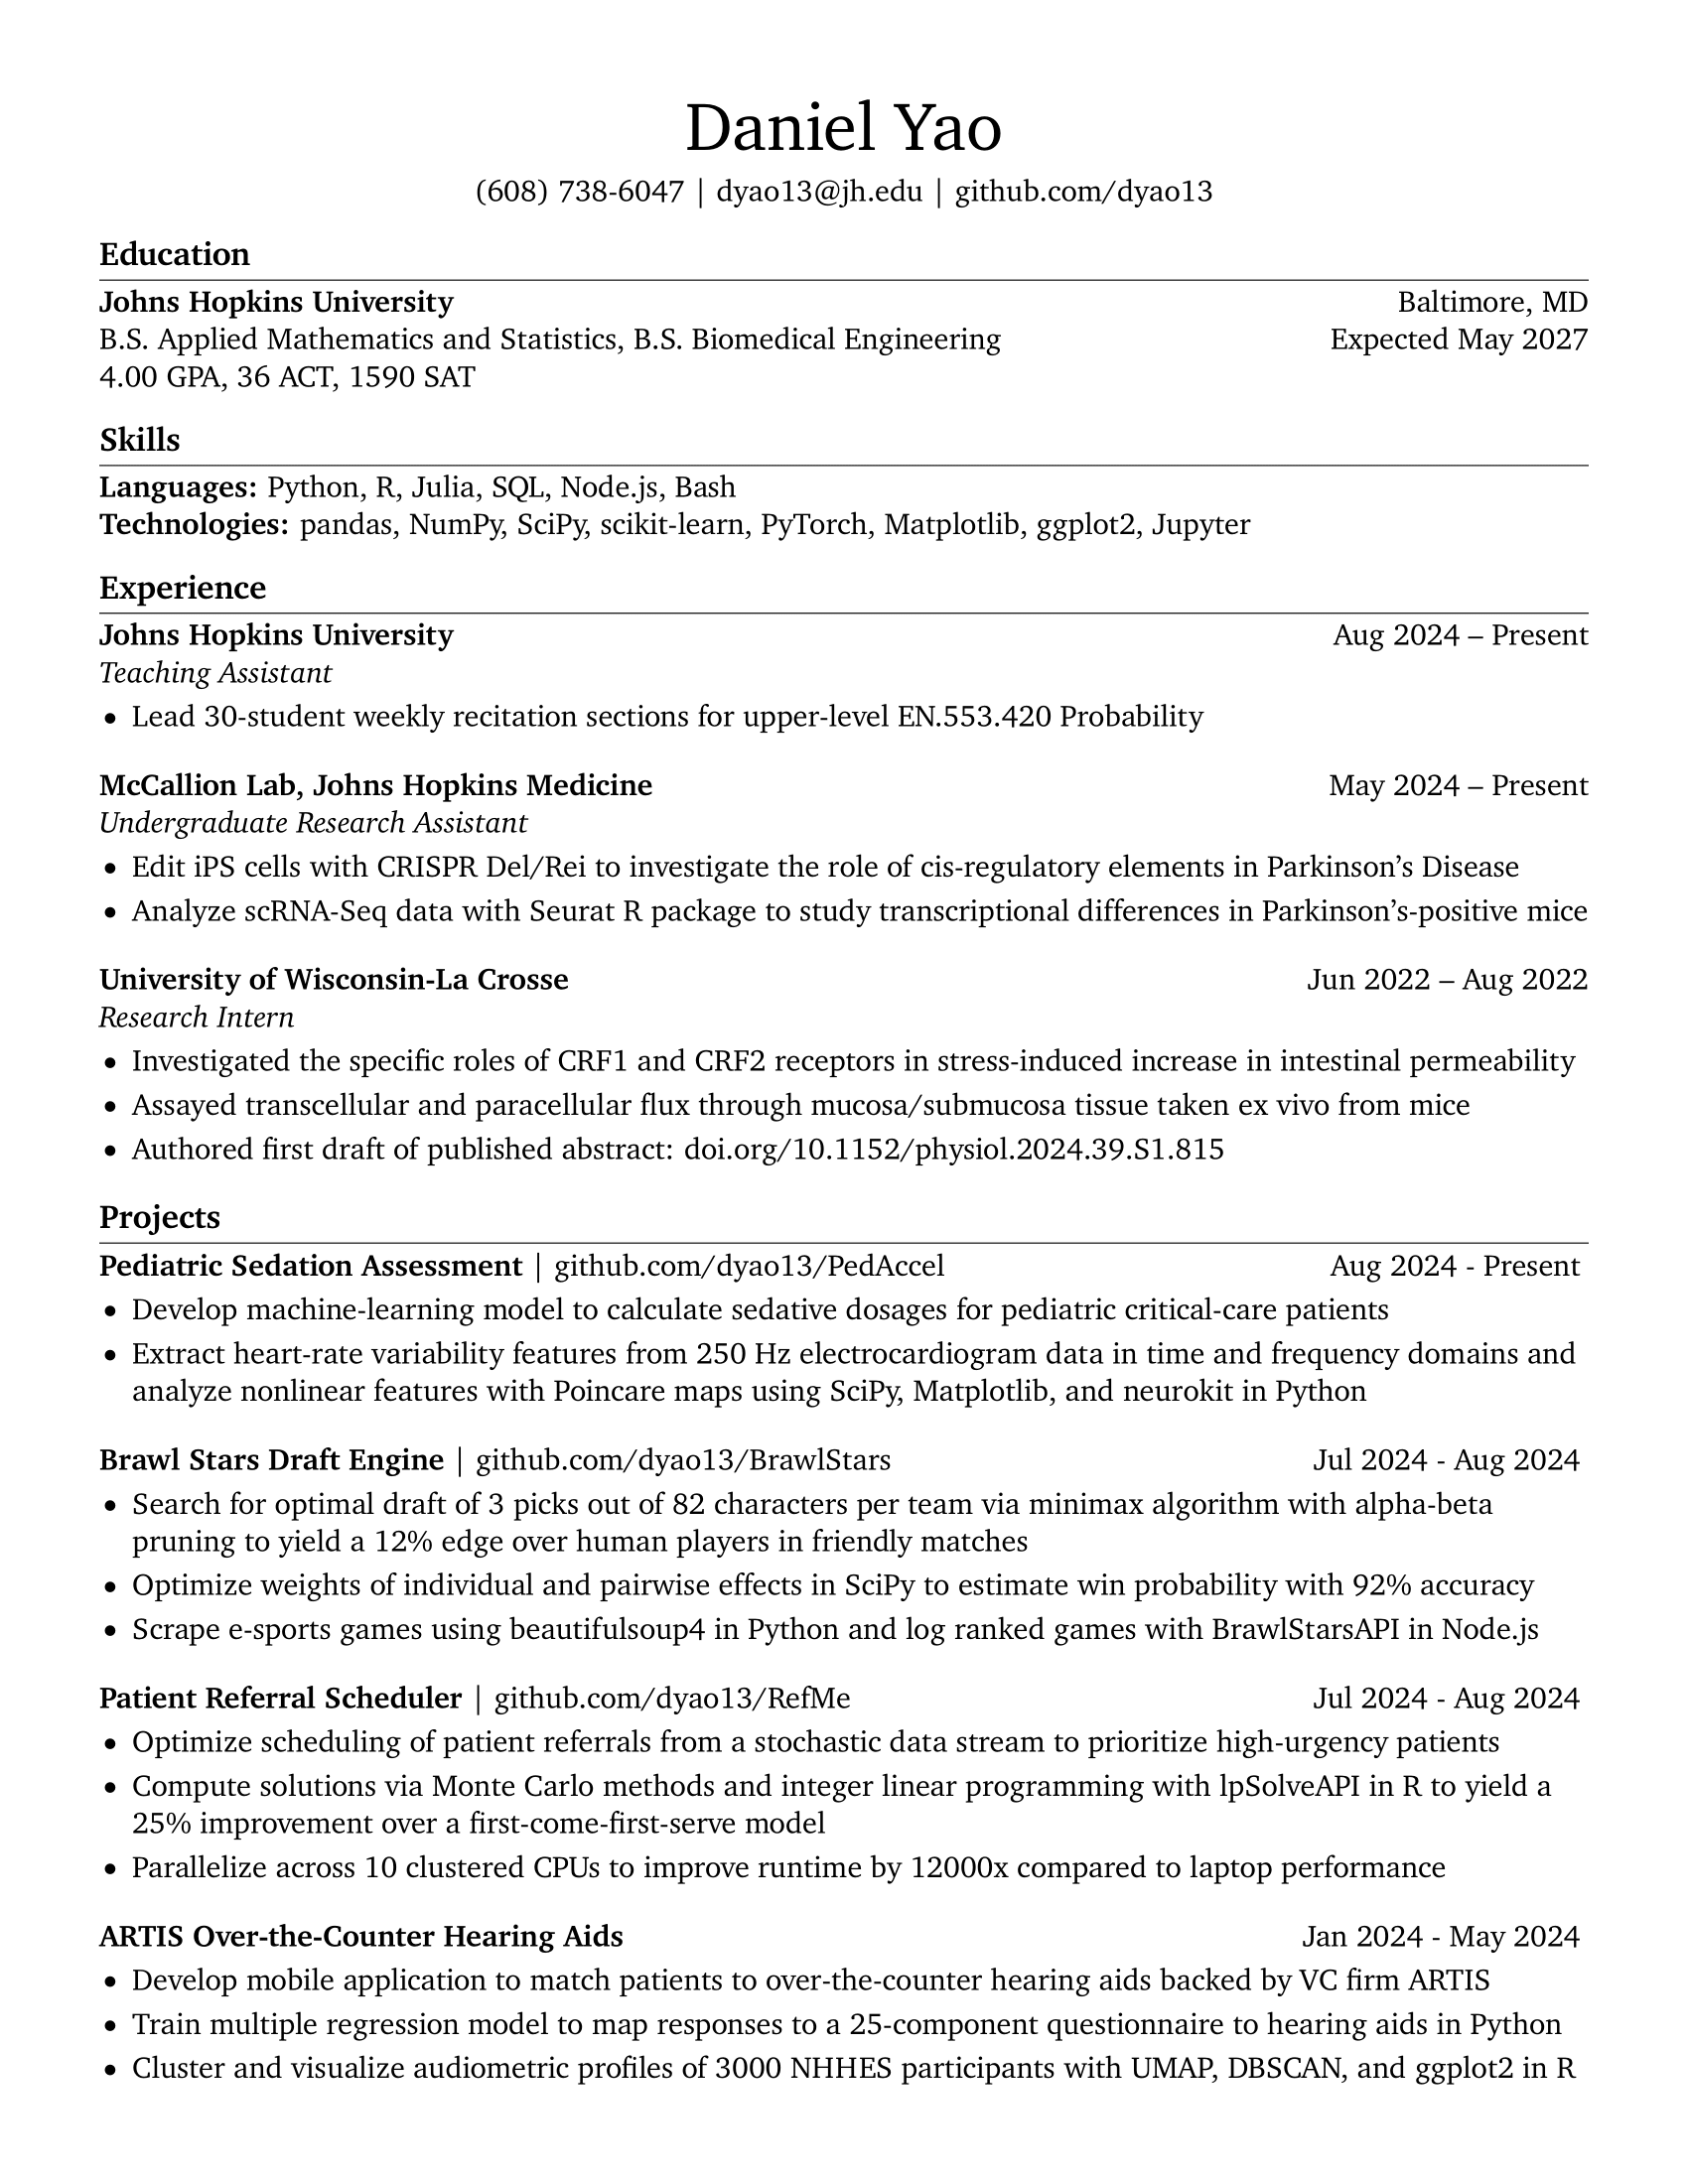 Daniel Yao
(608) 738-6047 | dyao13@jh.edu | github.com/dyao13
Education
Johns Hopkins University Baltimore, MD
B.S. Applied Mathematics and Statistics, B.S. Biomedical Engineering Expected May 2027
4.00 GPA, 36 ACT, 1590 SAT
Skills
Languages: Python, R, Julia, SQL, Node.js, Bash
Technologies: pandas, NumPy, SciPy, scikit-learn, PyTorch, Matplotlib, ggplot2, Jupyter
Experience
Johns Hopkins University Aug 2024 – Present
Teaching Assistant
• Lead 30-student weekly recitation sections for upper-level EN.553.420 Probability
McCallion Lab, Johns Hopkins Medicine May 2024 – Present
Undergraduate Research Assistant
• Edit iPS cells with CRISPR Del/Rei to investigate the role of cis-regulatory elements in Parkinson’s Disease
• Analyze scRNA-Seq data with Seurat R package to study transcriptional differences in Parkinson’s-positive mice
University of Wisconsin-La Crosse Jun 2022 – Aug 2022
Research Intern
• Investigated the specific roles of CRF1 and CRF2 receptors in stress-induced increase in intestinal permeability
• Assayed transcellular and paracellular flux through mucosa/submucosa tissue taken ex vivo from mice
• Authored first draft of published abstract: doi.org/10.1152/physiol.2024.39.S1.815
Projects
Pediatric Sedation Assessment | github.com/dyao13/PedAccel Aug 2024 - Present
• Develop machine-learning model to calculate sedative dosages for pediatric critical-care patients
• Extract heart-rate variability features from 250 Hz electrocardiogram data in time and frequency domains and
analyze nonlinear features with Poincare maps using SciPy, Matplotlib, and neurokit in Python
Brawl Stars Draft Engine | github.com/dyao13/BrawlStars Jul 2024 - Aug 2024
• Search for optimal draft of 3 picks out of 82 characters per team via minimax algorithm with alpha-beta
pruning to yield a 12% edge over human players in friendly matches
• Optimize weights of individual and pairwise effects in SciPy to estimate win probability with 92% accuracy
• Scrape e-sports games using beautifulsoup4 in Python and log ranked games with BrawlStarsAPI in Node.js
Patient Referral Scheduler | github.com/dyao13/RefMe Jul 2024 - Aug 2024
• Optimize scheduling of patient referrals from a stochastic data stream to prioritize high-urgency patients
• Compute solutions via Monte Carlo methods and integer linear programming with lpSolveAPI in R to yield a
25% improvement over a first-come-first-serve model
• Parallelize across 10 clustered CPUs to improve runtime by 12000x compared to laptop performance
ARTIS Over-the-Counter Hearing Aids Jan 2024 - May 2024
• Develop mobile application to match patients to over-the-counter hearing aids backed by VC firm ARTIS
• Train multiple regression model to map responses to a 25-component questionnaire to hearing aids in Python
• Cluster and visualize audiometric profiles of 3000 NHHES participants with UMAP, DBSCAN, and ggplot2 in R